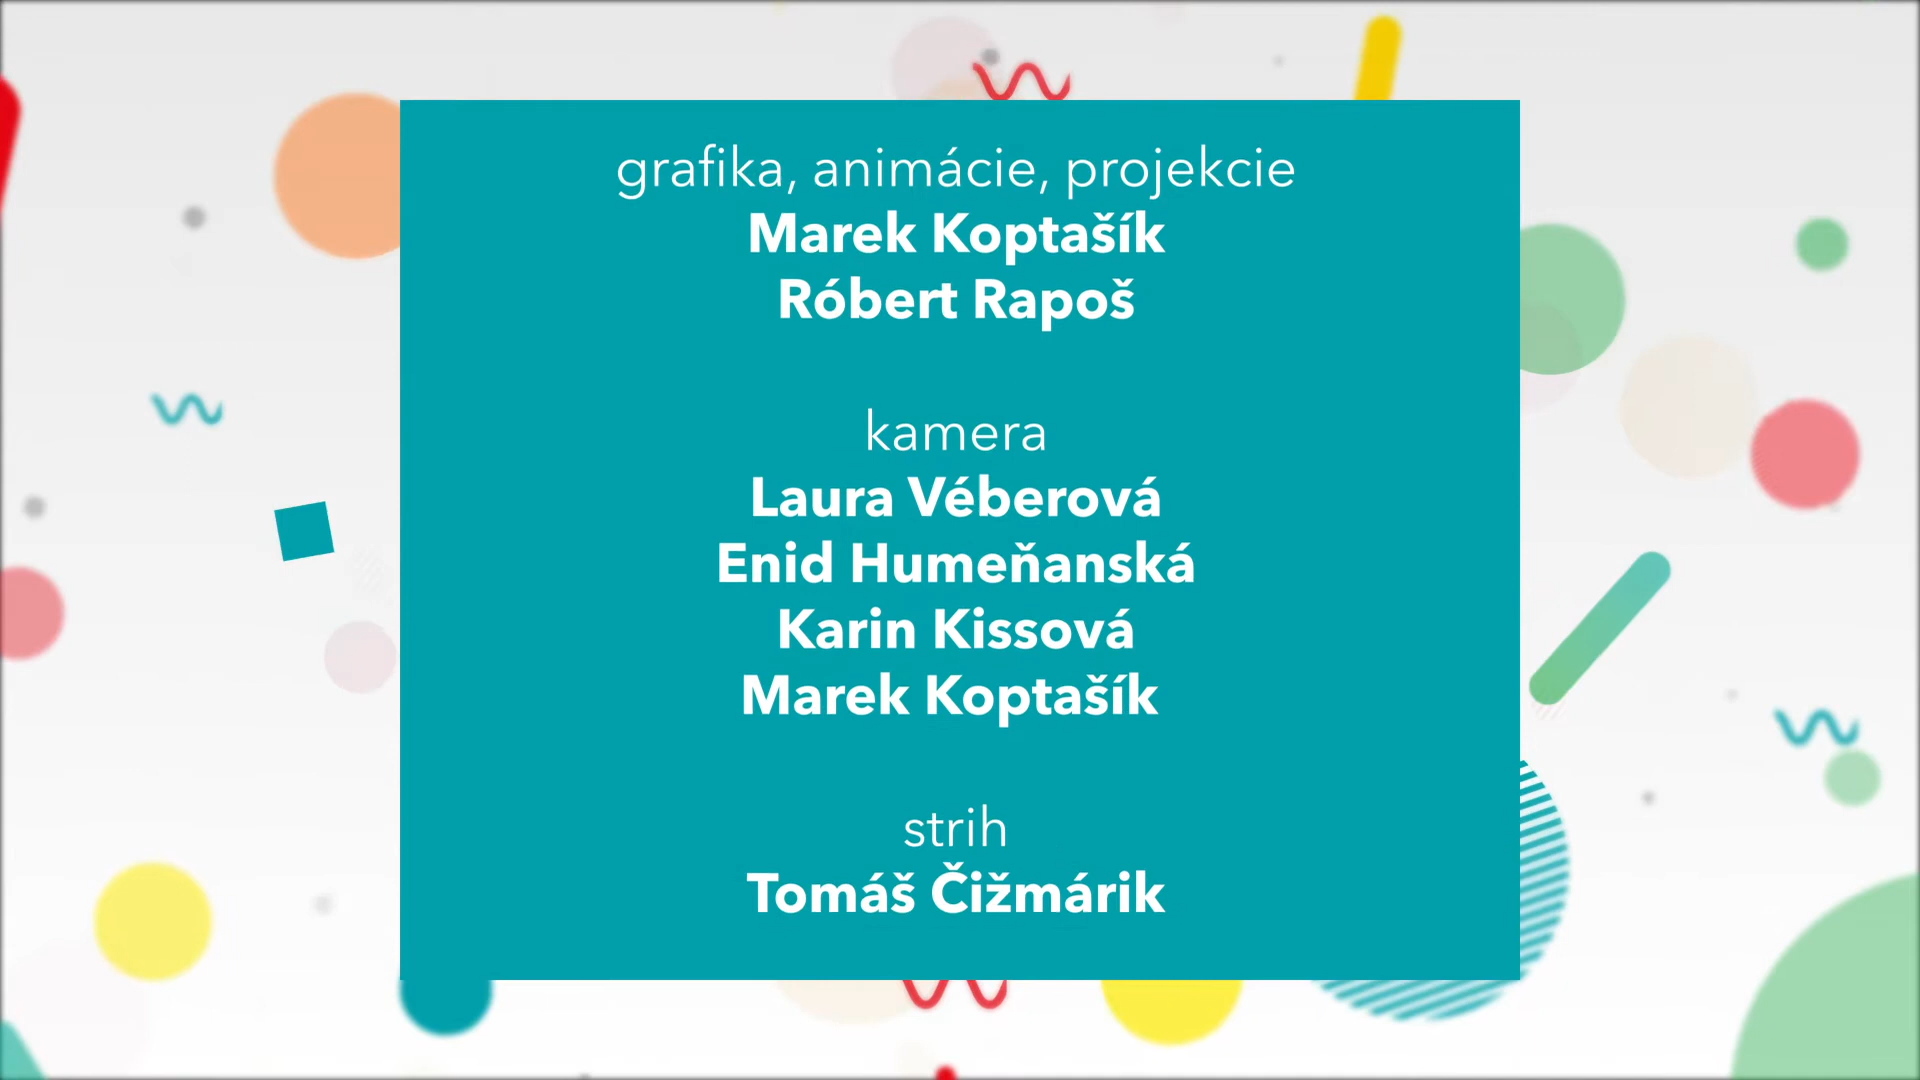 grafika, animácie, projekcie
Marek Koptašík
Róbert Rapoš
kamera
Laura Véberová
Enid Humeňanská
Karin Kissová
Marek Koptašík
strih
Tomáš Čižmárik